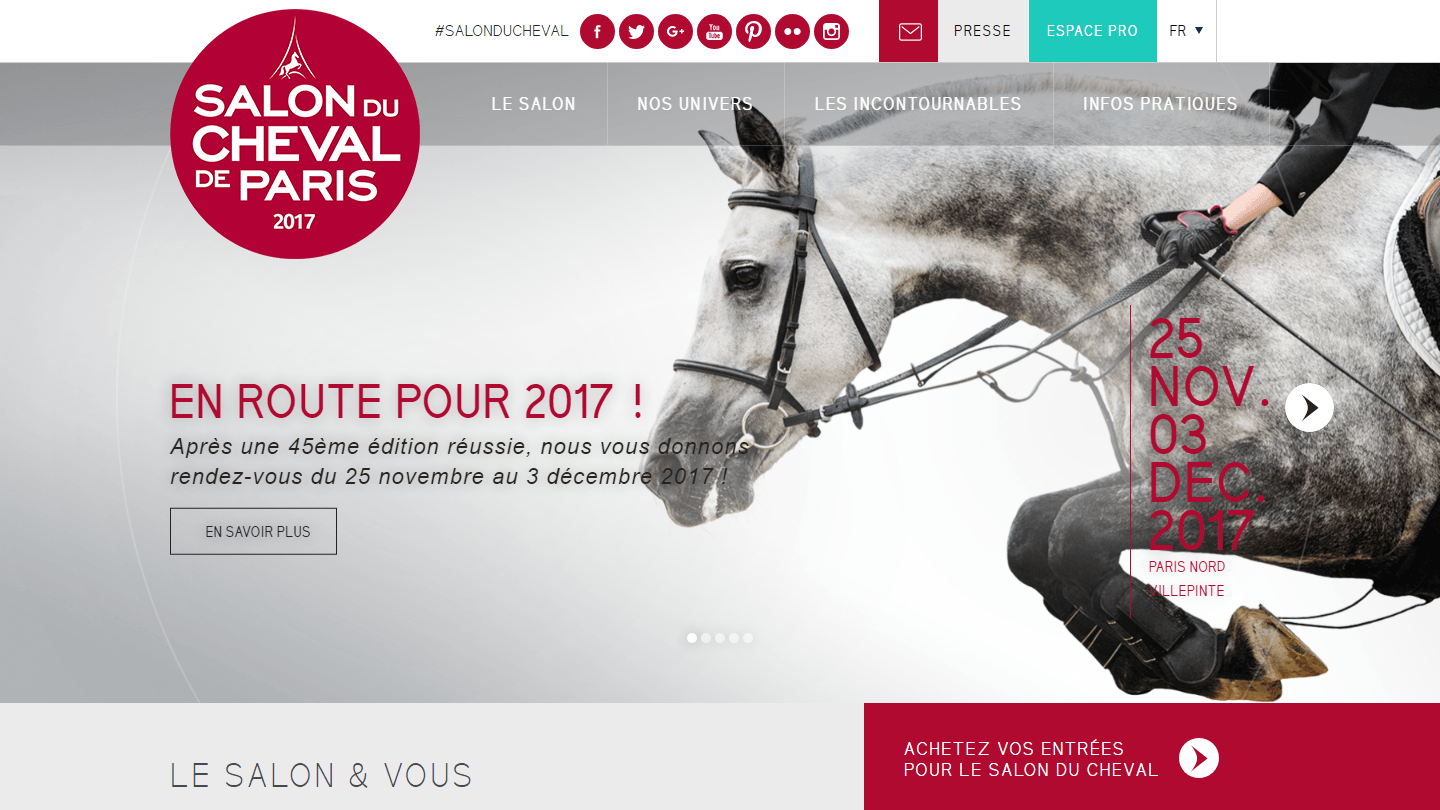 #SALONDUCHEVAL
You
Tube
PRESSE
ESPACE PRO
FR
SALON DU
CHEVAL
DE PARIS
2017
LE SALON
NOS UNIVERS
LES INCONTOURNABLES
INFOS PRATIQUES
EN ROUTE POUR 2017 !
Après une 45ème édition réussie, nous vous donnons
rendez-vous du 25 novembre au 3 décembre 2017 !
EN SAVOIR PLUS
25
NOV.
03
DEC.
2017
PARIS NORD
VILLEPINTE
LE SALON & VOUS
ACHETEZ VOS ENTRÉES
POUR LE SALON DU CHEVAL